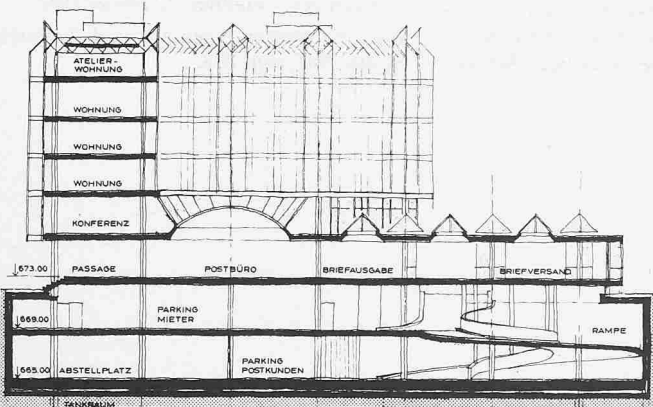 ATELIER-
WOHNUNG
WOHNUNG
WOHNUNG
WOHNUNG
KONFERENZ
673.00 PASSAGE POSTBÜRO BRIEFAUSGABE BRIEFVERSAND
669.00 PARKING
MIETER RAMPE
665.00 ABSTELLPLATZ PARKING
POSTKUNDEN
TANKRAUM